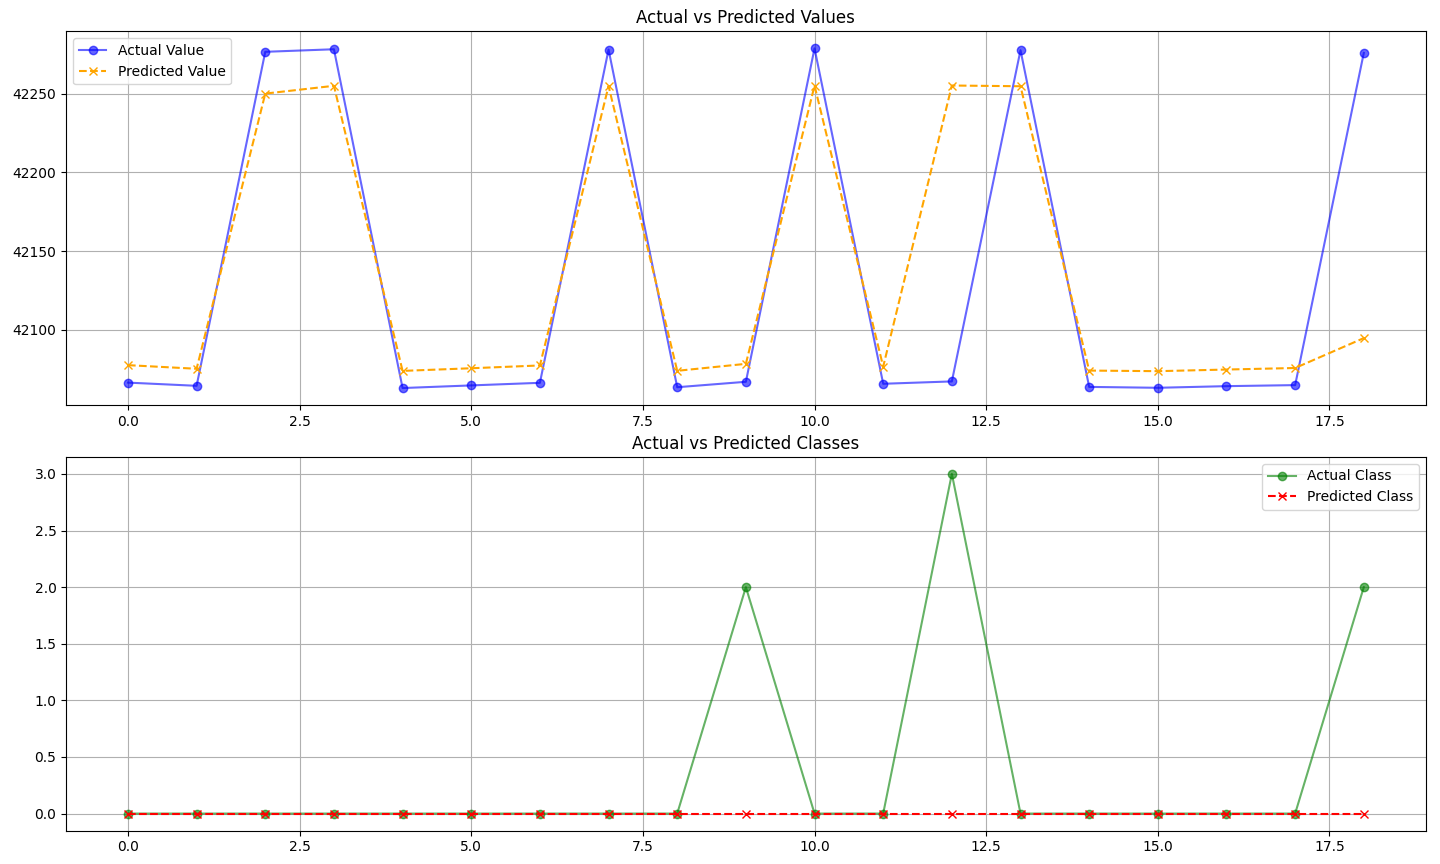 Actual vs Predicted Values
Actual Value
Predicted Value
42250
42200
42150
42100
0.0 2.5 5.0 7.5 10.0 12.5 15.0 17.5
Actual vs Predicted Classes
Actual Class
Predicted Class
3.0
2.5
2.0
1.5
1.0
0.5
0.0
0.0 2.5 5.0 7.5 10.0 12.5 15.0 17.5